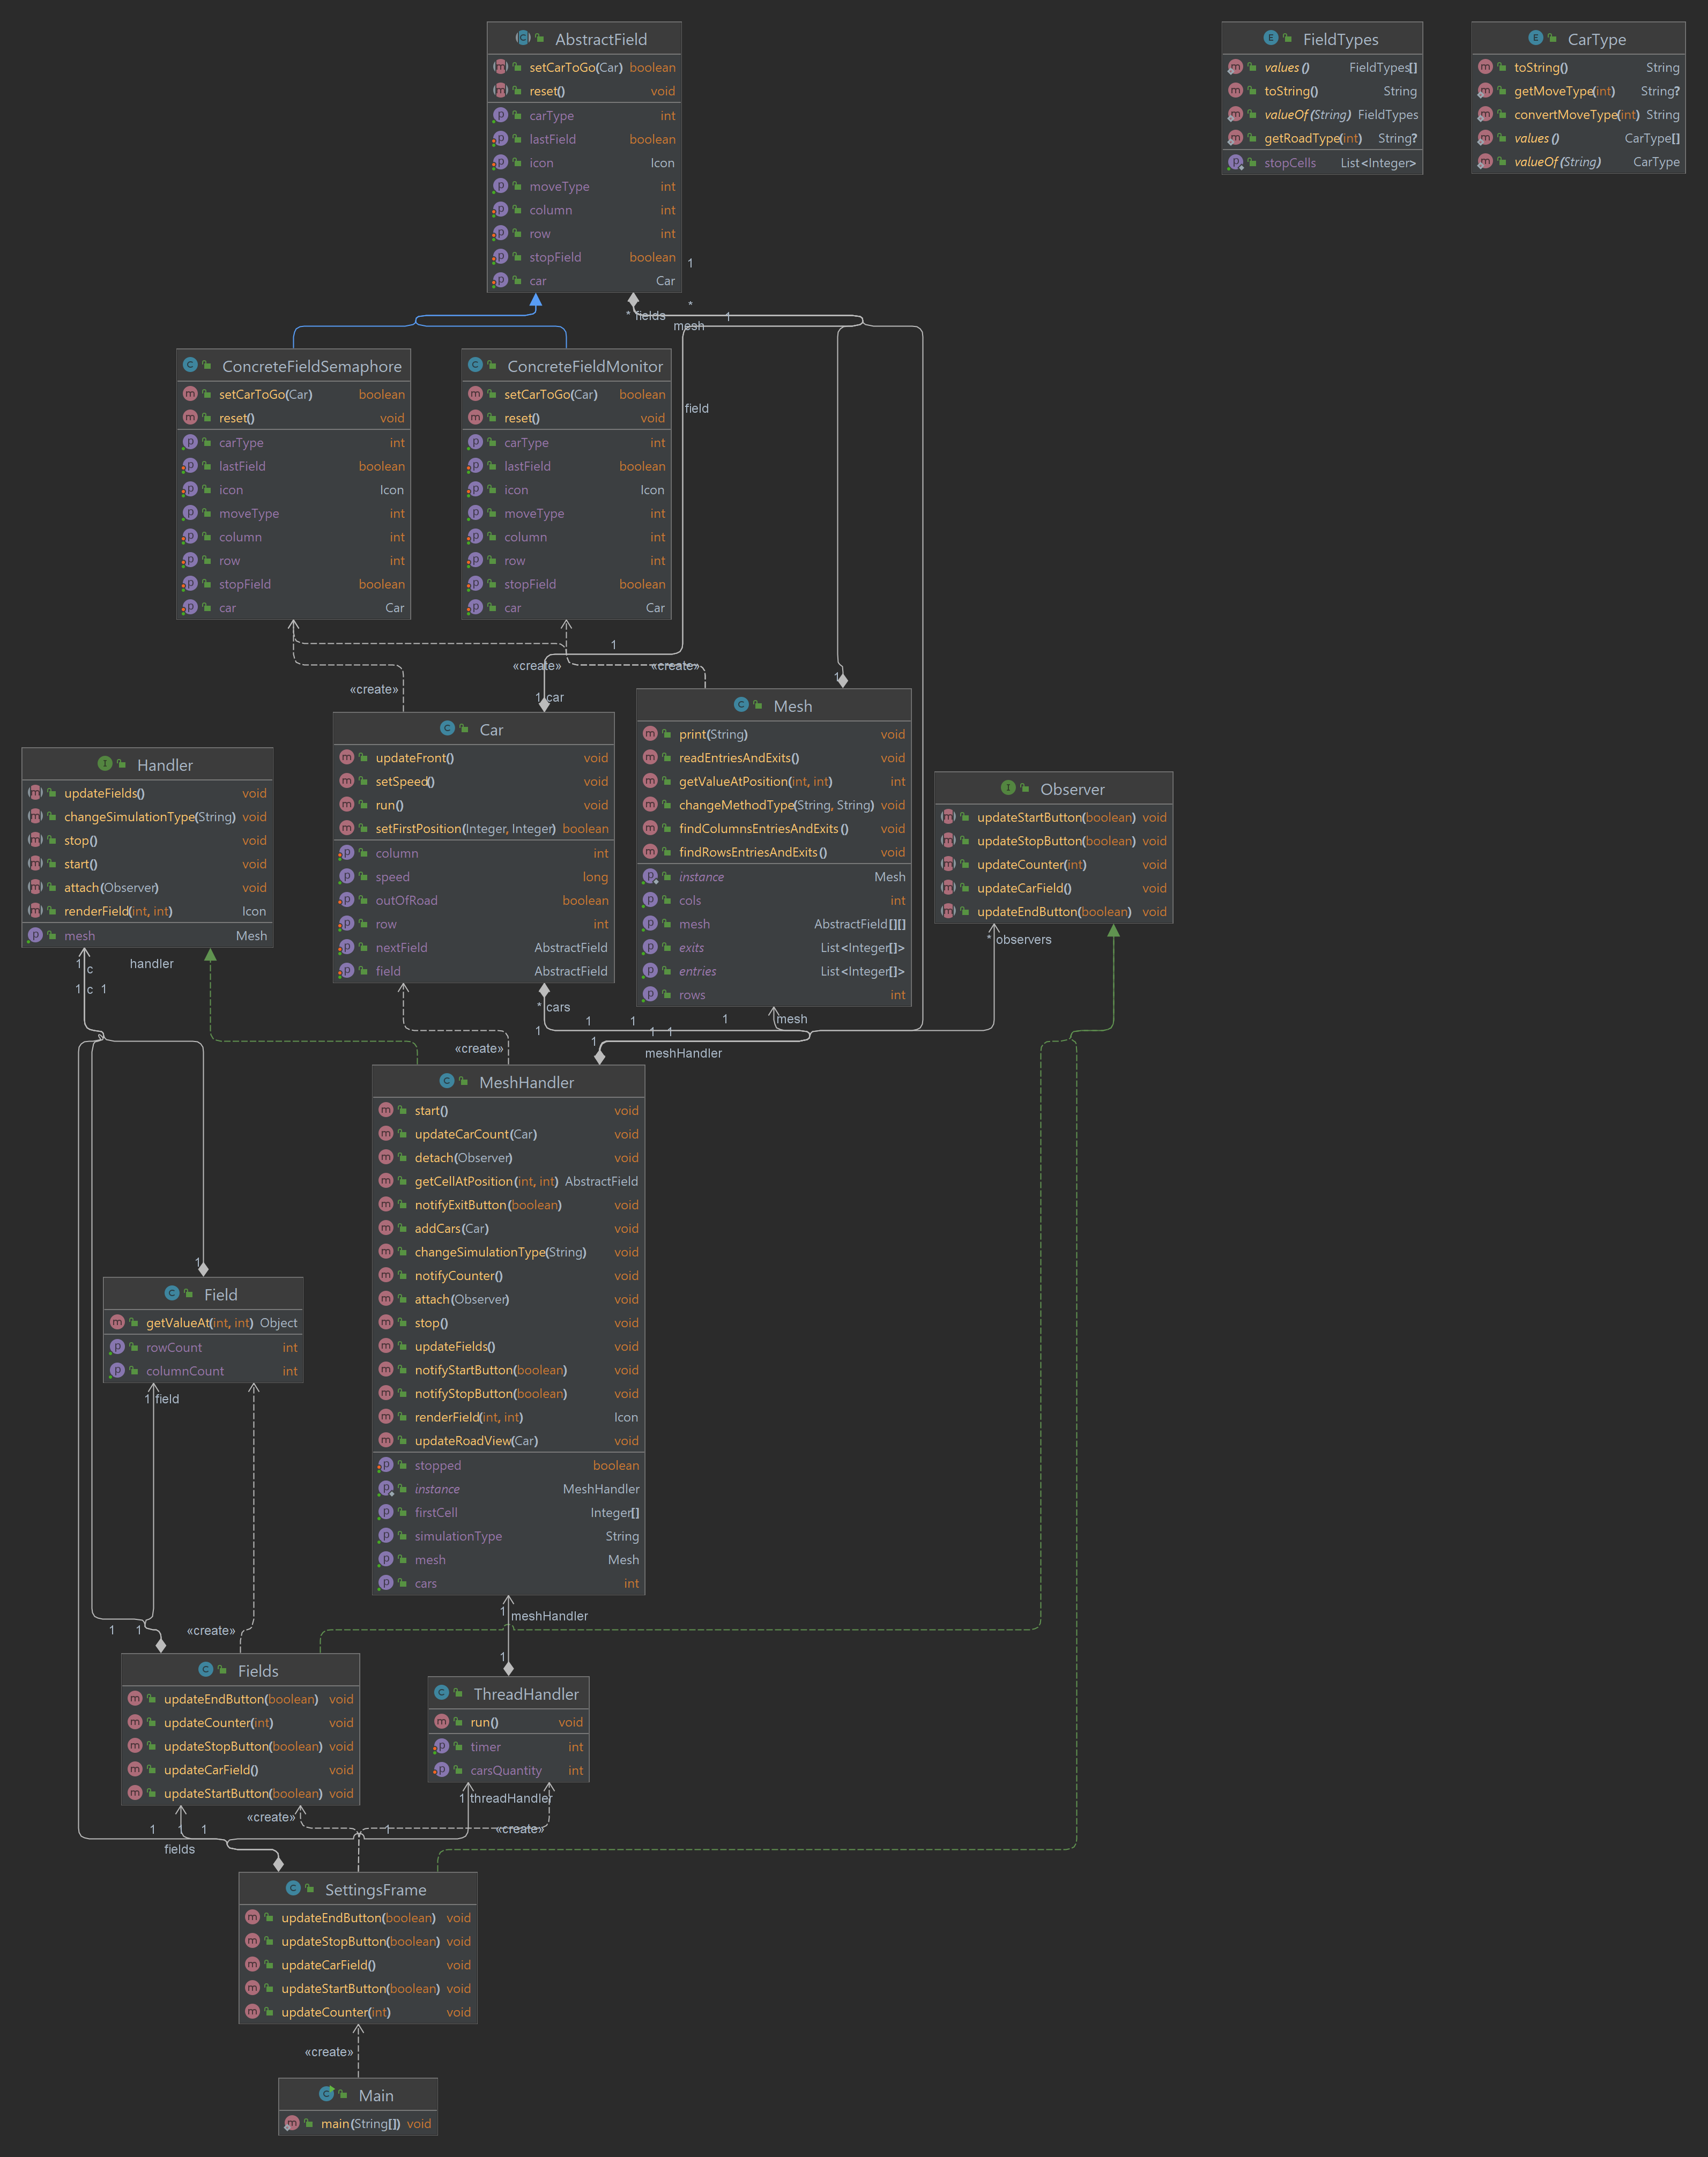 AbstractField
setCarToGo(Car) boolean
reset() void
carType int
lastField boolean
icon Icon
moveType int
column int
row int
stopField boolean
car Car
FieldTypes
values() FieldTypes[]
toString() String
valueOf(String) FieldTypes
getRoadType(int) String?
stopCells List<Integer>
CarType
toString() String
getMoveType(int) String?
convertMoveType(int) String
values() CarType[]
valueOf(String) CarType
1
*
* fields
1
mesh
ConcreteFieldSemaphore
setCarToGo(Car) boolean
reset() void
carType int
lastField boolean
icon Icon
moveType int
column int
row int
stopField boolean
car Car
ConcreteFieldMonitor
setCarToGo(Car) boolean
reset() void
carType int
lastField boolean
icon Icon
moveType int
column int
row int
stopField boolean
car Car
field
1
«create»
«create»
«create»
1 car
1
Car
updateFront() void
setSpeed() void
run() void
setFirstPosition(Integer, Integer) boolean
column int
speed long
outOfRoad boolean
row int
nextField AbstractField
field AbstractField
Mesh
print(String) void
readEntriesAndExits() void
getValueAtPosition(int, int) int
changeMethodType(String, String) void
findColumnsEntriesAndExits() void
findRowsEntriesAndExits() void
instance Mesh
cols int
mesh AbstractField[][]
exits List<Integer[]>
entries List<Integer[]>
rows int
Handler
updateFields() void
changeSimulationType(String) void
stop() void
start() void
attach(Observer) void
renderField(int, int) Icon
mesh Mesh
Observer
updateStartButton(boolean) void
updateStopButton(boolean) void
updateCounter(int) void
updateCarField() void
updateEndButton(boolean) void
* observers
1 c
handler
1 c 1
* cars
1 1 1 1 1 1
mesh
1
«create»
meshHandler
MeshHandler
start() void
updateCarCount(Car) void
detach(Observer) void
getCellAtPosition(int, int) AbstractField
notifyExitButton(boolean) void
addCars(Car) void
changeSimulationType(String) void
notifyCounter() void
attach(Observer) void
stop() void
updateFields() void
notifyStartButton(boolean) void
notifyStopButton(boolean) void
renderField(int, int) Icon
updateRoadView(Car) void
stopped boolean
instance MeshHandler
firstCell Integer[]
simulationType String
mesh Mesh
cars int
1
Field
getValueAt(int, int) Object
rowCount int
columnCount int
1 field
1 meshHandler
1 1
«create»
1
Fields
updateEndButton(boolean) void
updateCounter(int) void
updateStopButton(boolean) void
updateCarField() void
updateStartButton(boolean) void
ThreadHandler
run() void
timer int
carsQuantity int
1 threadHandler
«create»
1 * 1 1
«create»
fields
SettingsFrame
updateEndButton(boolean) void
updateStopButton(boolean) void
updateCarField() void
updateStartButton(boolean) void
updateCounter(int) void
«create»
Main
main(String[]) void